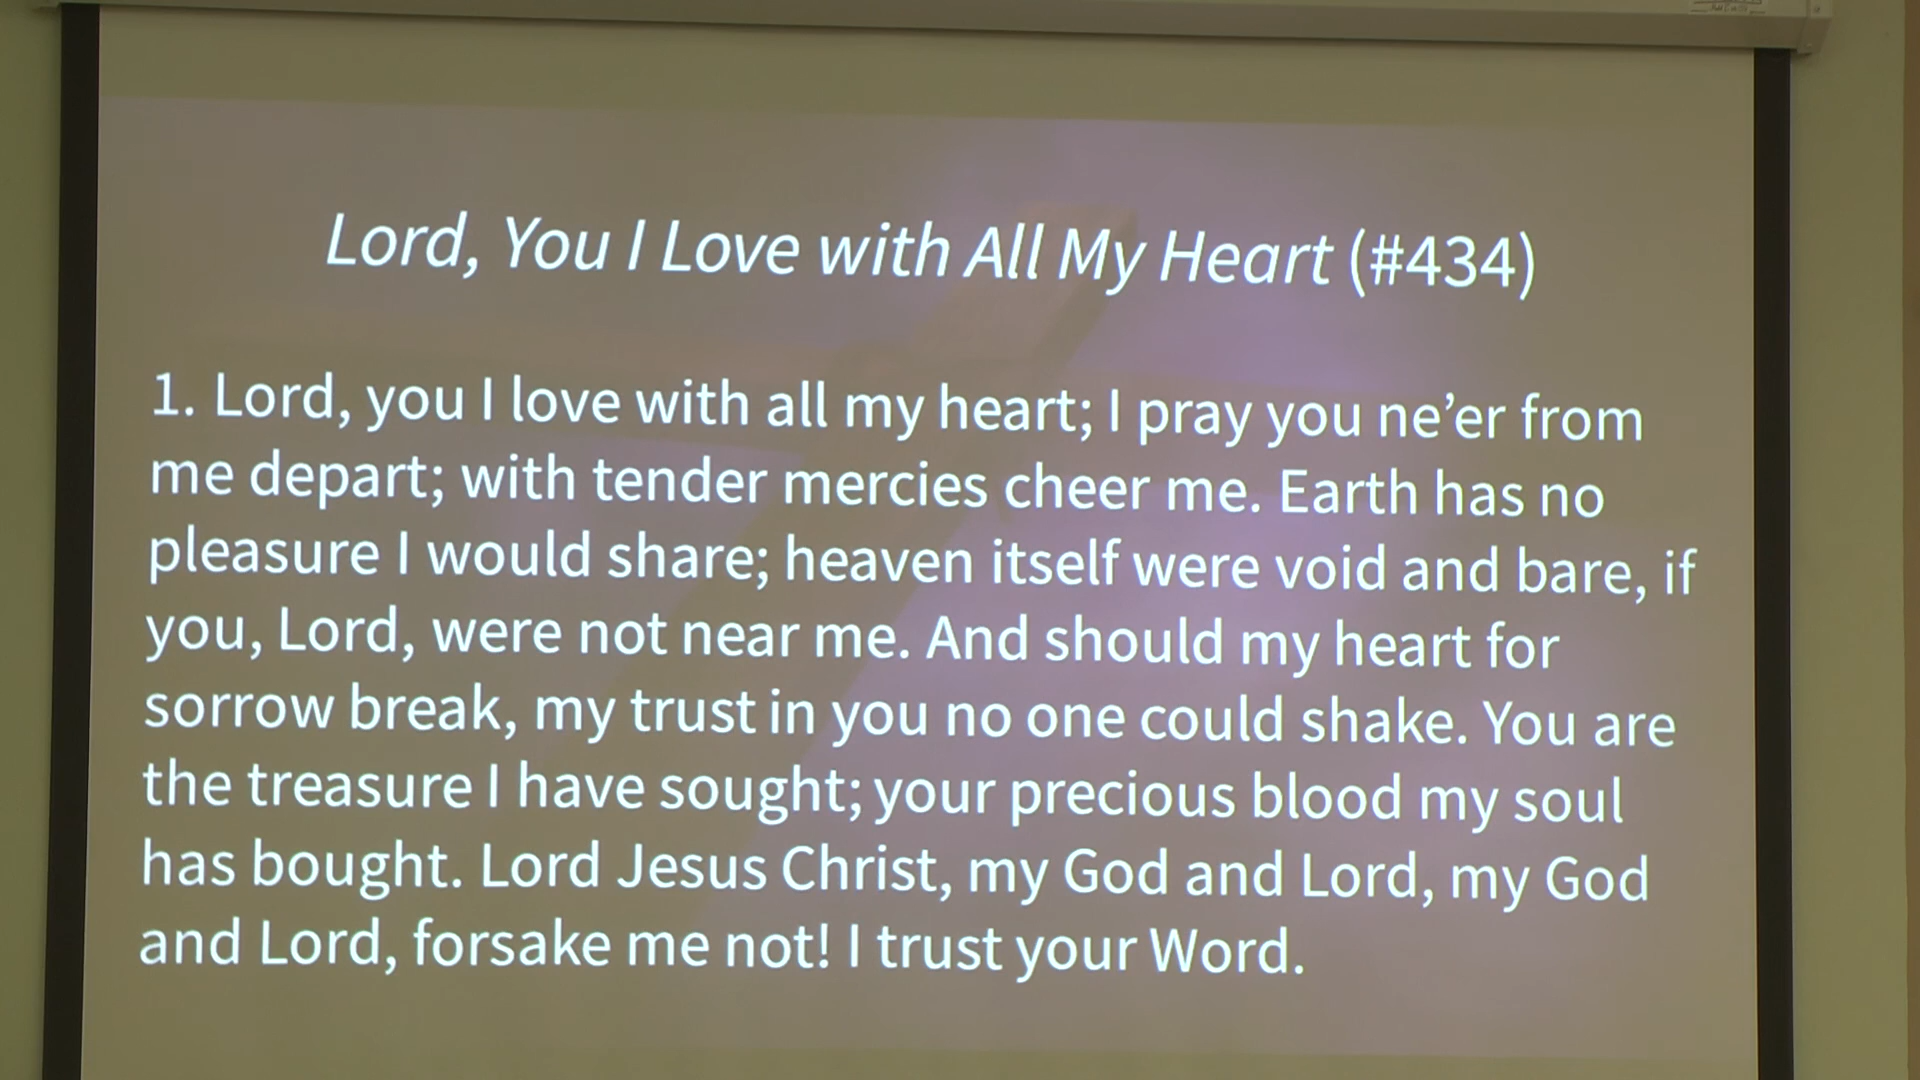 Lord, You I Love with All My Heart (#434)
1. Lord, you I love with all my heart; I pray you ne’er from
me depart; with tender mercies cheer me. Earth has no
pleasure I would share; heaven itself were void and bare, if
you, Lord, were not near me. And should my heart for
sorrow break, my trust in you no one could shake. You are
the treasure I have sought; your precious blood my soul
has bought. Lord Jesus Christ, my God and Lord, my God
and Lord, forsake me not! I trust your Word.